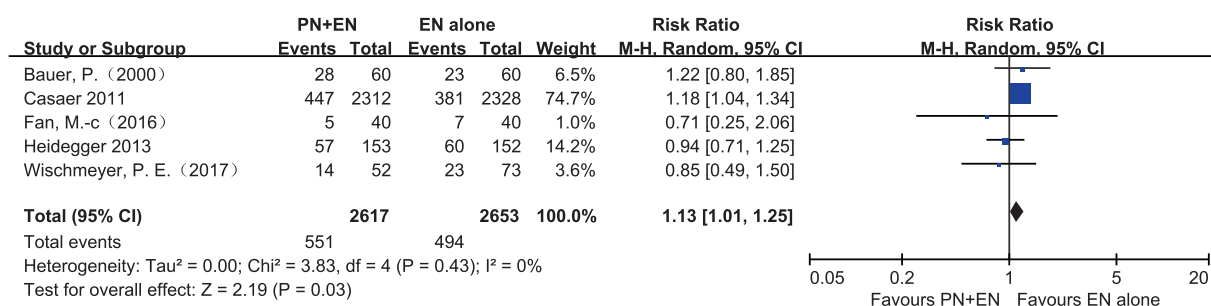 PN+EN EN alone Risk Ratio Risk Ratio
Study or Subgroup Events Total Events Total Weight M-H, Random, 95% CI M-H, Random, 95% CI
Bauer, P.（2000） 28 60 23 60 6.5% 1.22 [0.80, 1.85]
Casaer 2011 447 2312 381 2328 74.7% 1.18 [1.04, 1.34]
Fan, M.-c（2016） 5 40 7 40 1.0% 0.71 [0.25, 2.06]
Heidegger 2013 57 153 60 152 14.2% 0.94 [0.71, 1.25]
Wischmeyer, P. E.（2017） 14 52 23 73 3.6% 0.85 [0.49, 1.50]
Total (95% CI) 2617 2653 100.0% 1.13 [1.01, 1.25]
Total events 551 494
Heterogeneity: Tau² = 0.00; Chi² = 3.83, df = 4 (P = 0.43); I² = 0%
Test for overall effect: Z = 2.19 (P = 0.03)
0.05 0.2 1 5 20
Favours PN+EN Favours EN alone